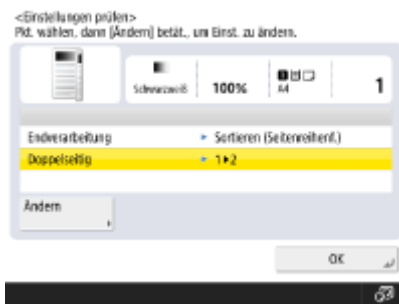 <Einstellungen prüfen>
Pkt. wählen, dann [Ändern] betät., um Einst. zu ändern.
Schwarzweiß 100% 1 A4 1
Endverarbeitung ► Sortieren (Seitenreihenf.)
Doppelseitig ► 1►2
Ändern
OK